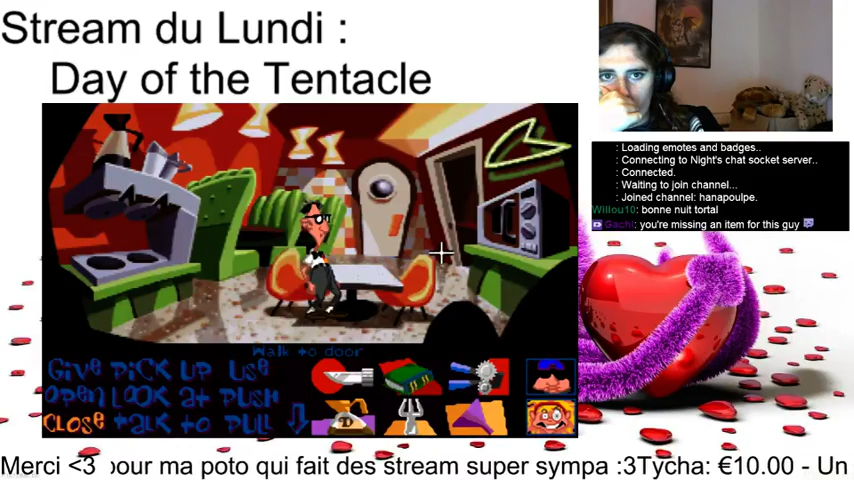 Stream du Lundi :
Day of the Tentacle
: Loading emotes and badges..
: Connecting to Night's chat socket server..
: Connected.
: Waiting to join channel...
: Joined channel: hanapoulpe.
Willou10: bonne nuit tortal
Gachi: you're missing an item for this guy
Walk to door
Give Pick up Use
Open Look at Push
Close Talk to Pull
D
Merci <3 pour ma poto qui fait des stream super sympa :3Tycha: €10.00 - Un